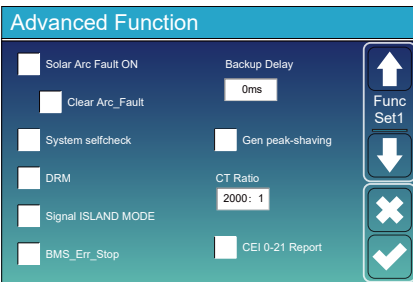 Advanced Function
Solar Arc Fault ON
Backup Delay
0ms
Clear Arc_Fault
Func
Set1
System selfcheck
Gen peak-shaving
DRM
CT Ratio
2000: 1
Signal ISLAND MODE
BMS_Err_Stop
CEI 0-21 Report